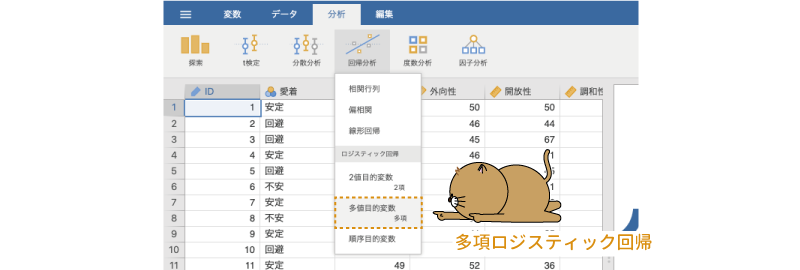 変数 データ 分析 編集
探索 t検定 分散分析 回帰分析 度数分析 因子分析
ID 愛着 外向性 開放性
相関行列
偏相関
線形回帰
ロジスティック回帰
2値目的変数
2項
多値目的変数
多項
順序目的変数
1 1 安定 50 50
2 2 回避 46 44
3 3 回避 45 67
4 4 安定 46
5 5 回避
6 6 不安
7 7 安定
8 8 不安
9 9 安定
10 10 回避
11 11 安定 49 52 36
多項ロジスティック回帰